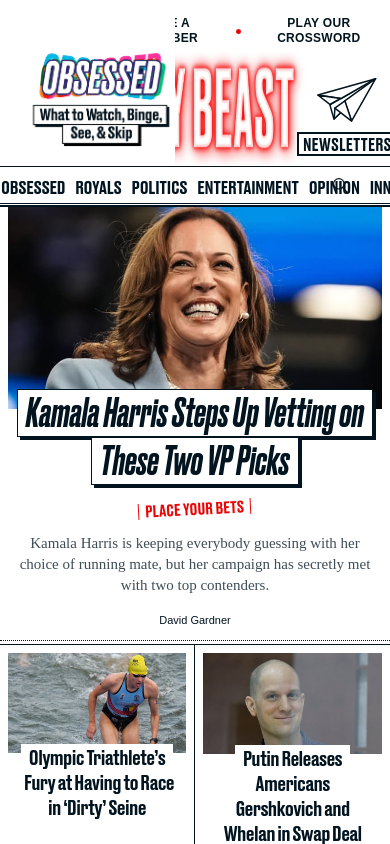 PLAY OUR
CROSSWORD
OBSESSED
What to Watch, Binge,
See, & Skip
BEAST
NEWSLETTERS
OBSESSED ROYALS POLITICS ENTERTAINMENT OPINION INN
Kamala Harris Steps Up Vetting on
These Two VP Picks
PLACE YOUR BETS
Kamala Harris is keeping everybody guessing with her
choice of running mate, but her campaign has secretly met
with two top contenders.
David Gardner
Olympic Triathlete’s
Fury at Having to Race
in ‘Dirty’ Seine
Putin Releases
Americans
Gershkovich and
Whelan in Swap Deal